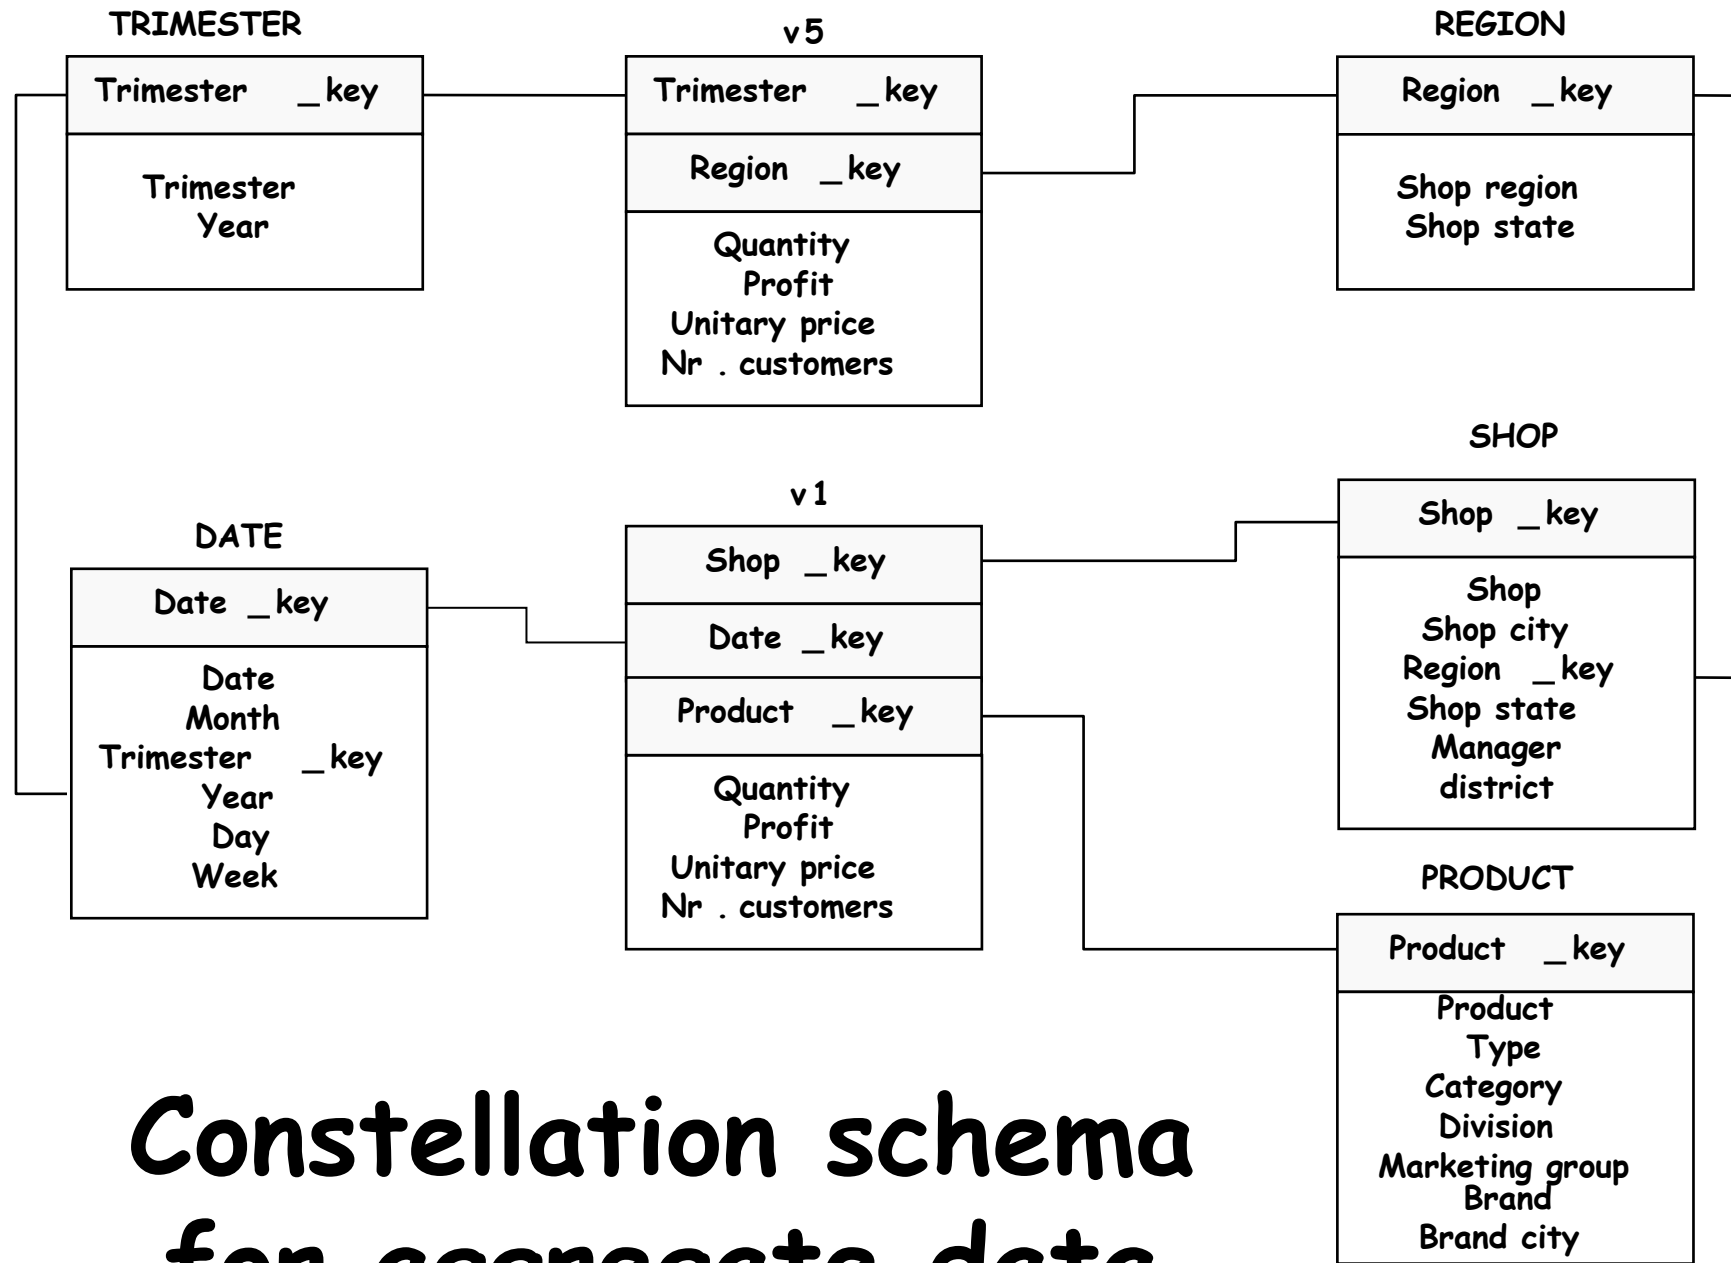 TRIMESTER
Trimester _key
Trimester
Year
v5
Trimester _key
Region _key
Quantity
Profit
Unitary price
Nr . customers
REGION
Region _key
Shop region
Shop state
DATE
Date _key
Date
Month
Trimester _key
Year
Day
Week
v1
Shop _key
Date _key
Product _key
Quantity
Profit
Unitary price
Nr . customers
SHOP
Shop _key
Shop
Shop city
Region _key
Shop state
Manager
district
PRODUCT
Product _key
Product
Type
Category
Division
Marketing group
Brand
Brand city
Constellation schema
for aggregate data